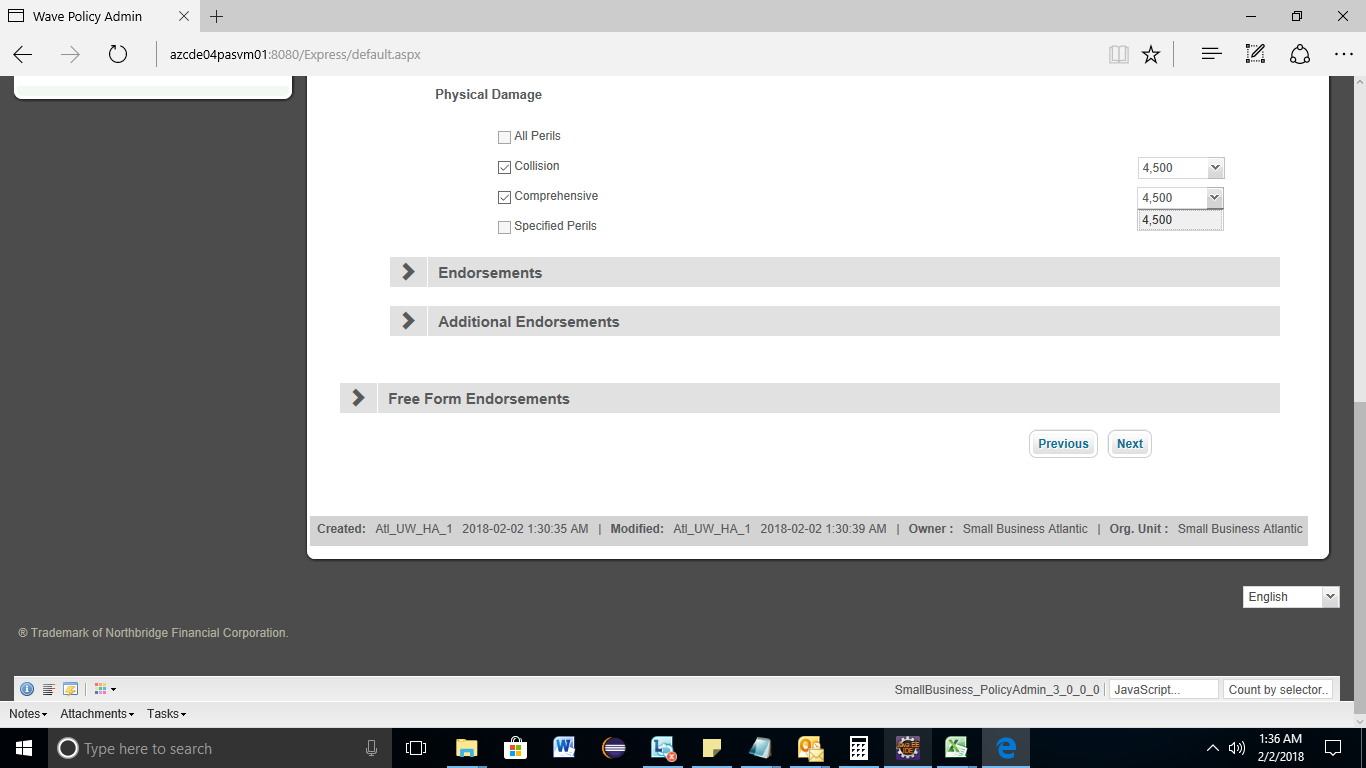 Wave Policy Admin
azcde04pasvm01:8080/Express/default.aspx
Physical Damage
All Perils
Collision 4,500
Comprehensive 4,500
4,500
Specified Perils
Endorsements
Additional Endorsements
Free Form Endorsements
Previous Next
Created: Atl_UW_HA_1 2018-02-02 1:30:35 AM | Modified: Atl_UW_HA_1 2018-02-02 1:30:39 AM | Owner : Small Business Atlantic | Org. Unit : Small Business Atlantic
English
® Trademark of Northbridge Financial Corporation.
SmallBusiness_PolicyAdmin_3_0_0_0 JavaScript... Count by selector..
Notes Attachments Tasks
Type here to search
1:36 AM
2/2/2018